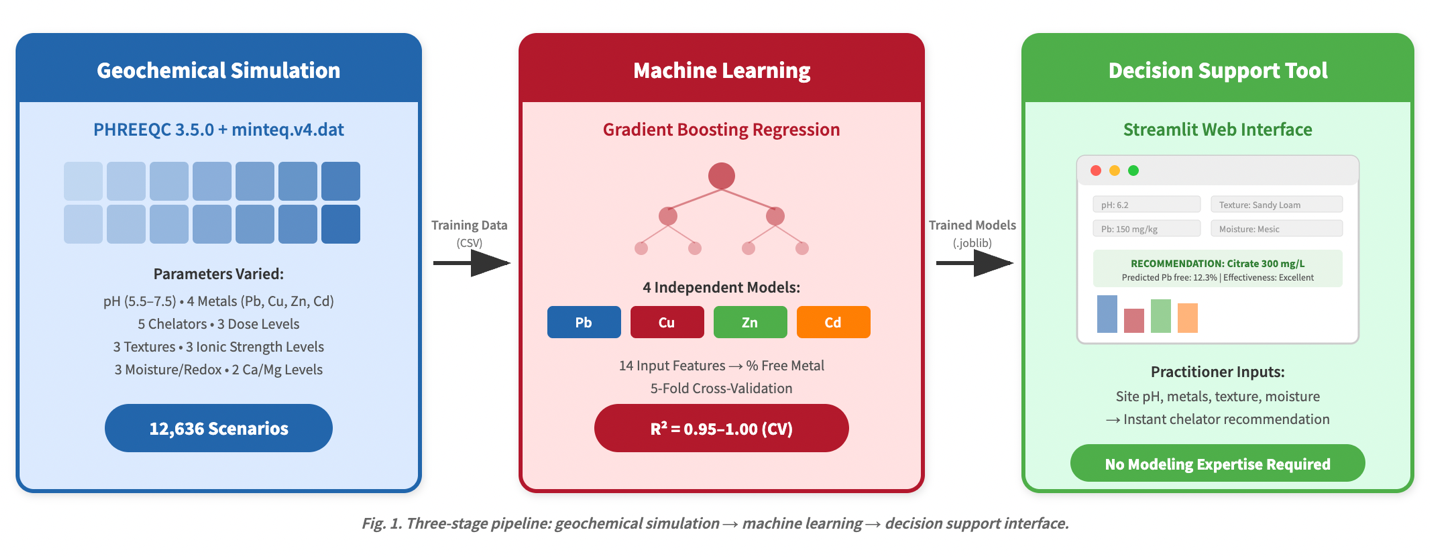 Geochemical Simulation
PHREEQC 3.5.0 + minteq.v4.dat
Parameters Varied:
pH (5.5–7.5) • 4 Metals (Pb, Cu, Zn, Cd)
5 Chelators • 3 Dose Levels
3 Textures • 3 Ionic Strength Levels
3 Moisture/Redox • 2 Ca/Mg Levels
12,636 Scenarios
Training Data
(CSV)
Machine Learning
Gradient Boosting Regression
4 Independent Models:
Pb Cu Zn Cd
14 Input Features → % Free Metal
5-Fold Cross-Validation
R² = 0.95–1.00 (CV)
Trained Models
(.joblib)
Decision Support Tool
Streamlit Web Interface
pH: 6.2 Texture: Sandy Loam
Pb: 150 mg/kg Moisture: Mesic
RECOMMENDATION: Citrate 300 mg/L
Predicted Pb free: 12.3% | Effectiveness: Excellent
Practitioner Inputs:
Site pH, metals, texture, moisture
→ Instant chelator recommendation
No Modeling Expertise Required
Fig. 1. Three-stage pipeline: geochemical simulation → machine learning → decision support interface.